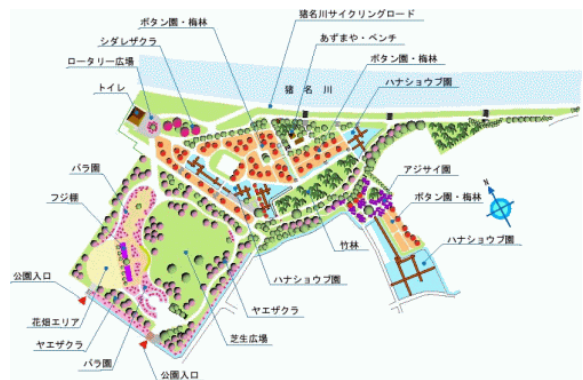 ボタン園・梅林
猪名川サイクリングロード
シダレザクラ
あずまや・ベンチ
ロータリー広場
ボタン園・梅林
トイレ
ハナショウブ園
猪名川
バラ園
アジサイ園
フジ棚
ボタン園・梅林
N
竹林
ハナショウブ園
公園入口
ハナショウブ園
花畑エリア
ヤエザクラ
ヤエザクラ
芝生広場
バラ園
公園入口